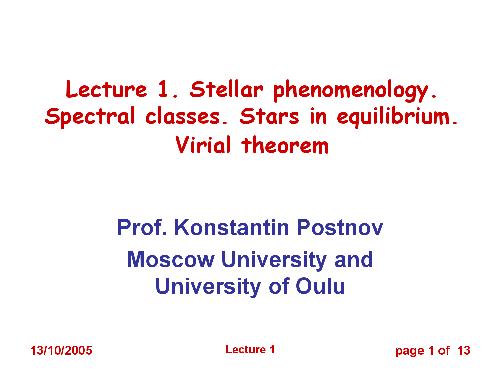 Lecture 1. Stellar phenomenology.
Spectral classes. Stars in equilibrium.
Virial theorem
Prof. Konstantin Postnov
Moscow University and
University of Oulu
13/10/2005
Lecture 1
page 1 of 13